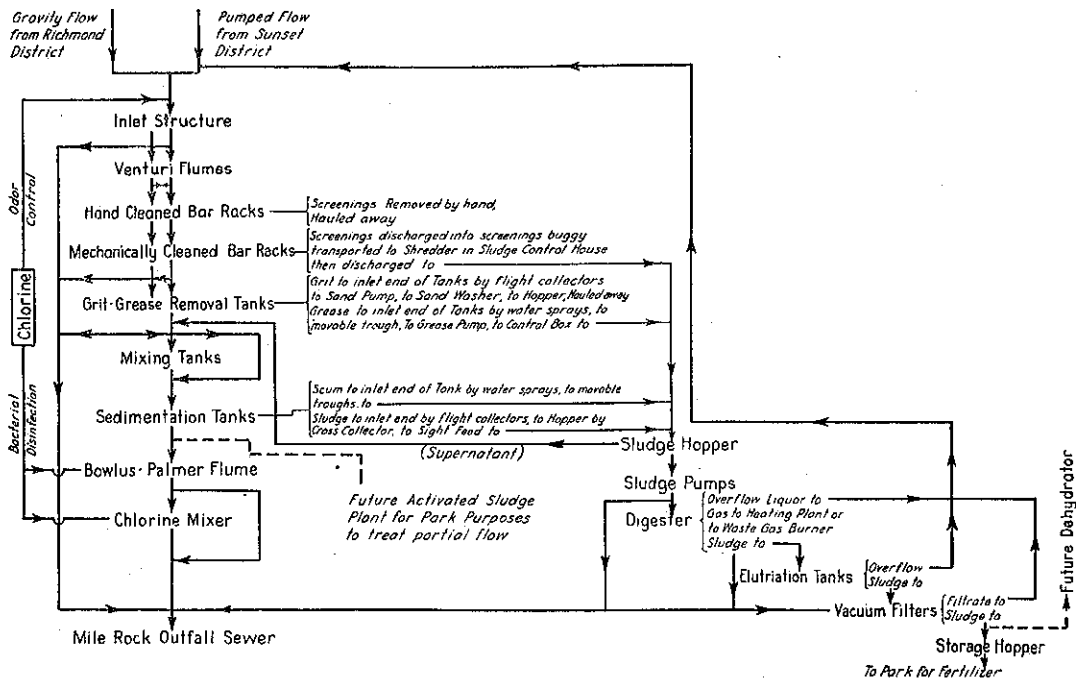 Gravity Flow
from Richmond
District
Pumped Flow
from Sunset
District
Inlet Structure
Venturi Flumes
Hand Cleaned Bar Racks
Screenings Removed by hand,
Hauled away
Mechanically Cleaned Bar Racks
Screenings discharged into screenings buggy
transported to Shredder in Sludge Control House
then discharged to
Grit-Grease Removal Tanks
Grit to inlet end of Tanks by flight collectors
to Sand Pump, to Sand Washer, to Hopper, Hauled away
Grease to inlet end of Tanks by water sprays, to
movable trough, To Grease Pump, to Control Box to
Odor
Control
Chlorine
Bacterial
Disinfection
Mixing Tanks
Sedimentation Tanks
Scum to inlet end of Tank by water sprays, to movable
troughs, to
Sludge to inlet end by flight collectors, to Hopper by
Cross Collector, to Sight Feed to
(Supernatant)
Sludge Hopper
Bowlus-Palmer Flume
Sludge Pumps
Chlorine Mixer
Future Activated Sludge
Plant for Park Purposes
to treat partial flow
Digester
Overflow Liquor to
Gas to Heating Plant or
to Waste Gas Burner
Sludge to
Elutriation Tanks
Overflow
Sludge to
Vacuum Filters
Filtrate to
Sludge to
Future Dehydrator
Mile Rock Outfall Sewer
Storage Hopper
To Park for Fertilizer